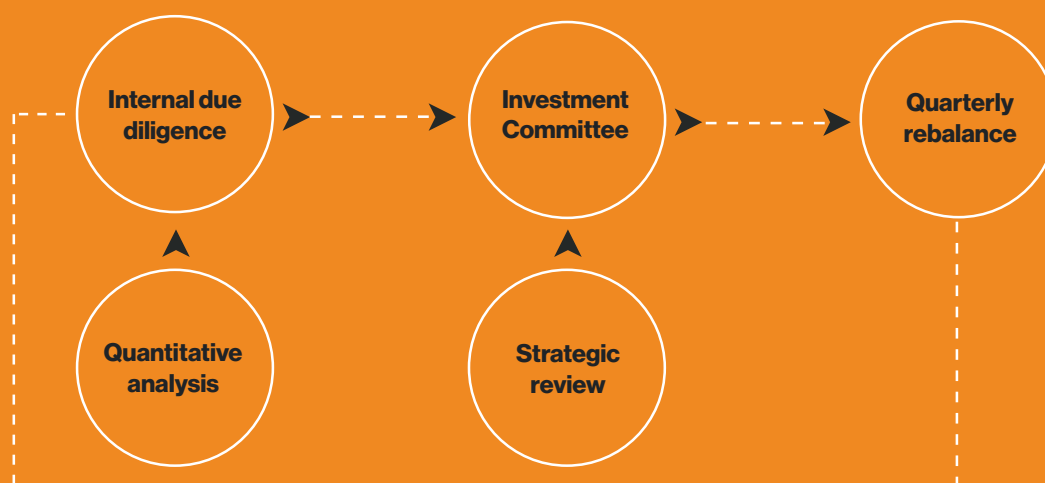 Internal due
diligence
Investment
Committee
Quarterly
rebalance
Quantitative
analysis
Strategic
review